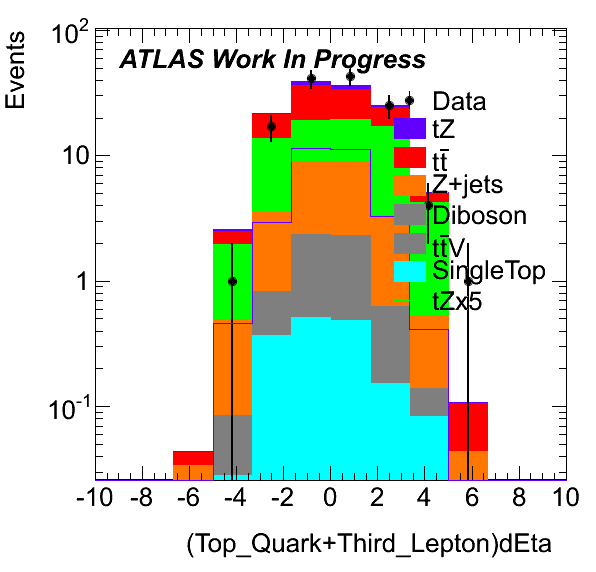 10²
ATLAS Work In Progress
Events
Data
tZ
tt̄
10
Z+jets
Diboson
tt̄V
SingleTop
1
tZx5
10⁻¹
-10 -8 -6 -4 -2 0 2 4 6 8 10
(Top_Quark+Third_Lepton)dEta